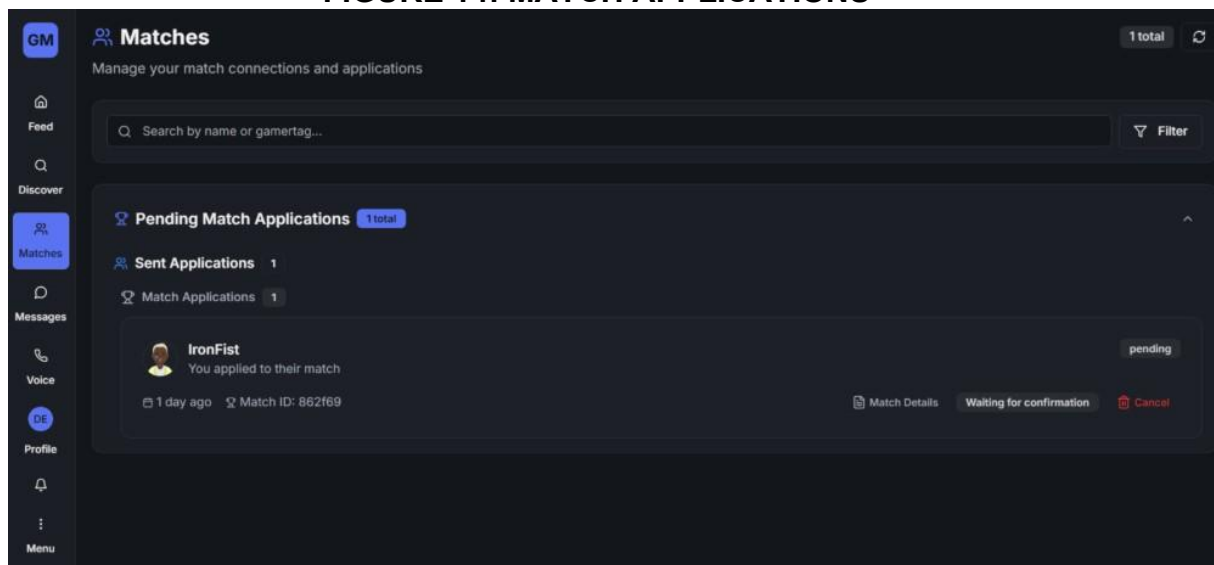 GM
Feed
Discover
Matches
Messages
Voice
DE
Profile
Menu
Matches
1 total
Manage your match connections and applications
Search by name or gamertag...
Filter
Pending Match Applications 1 total
Sent Applications 1
Match Applications 1
IronFist
pending
You applied to their match
1 day ago Match ID: 862f69
Match Details Waiting for confirmation Cancel